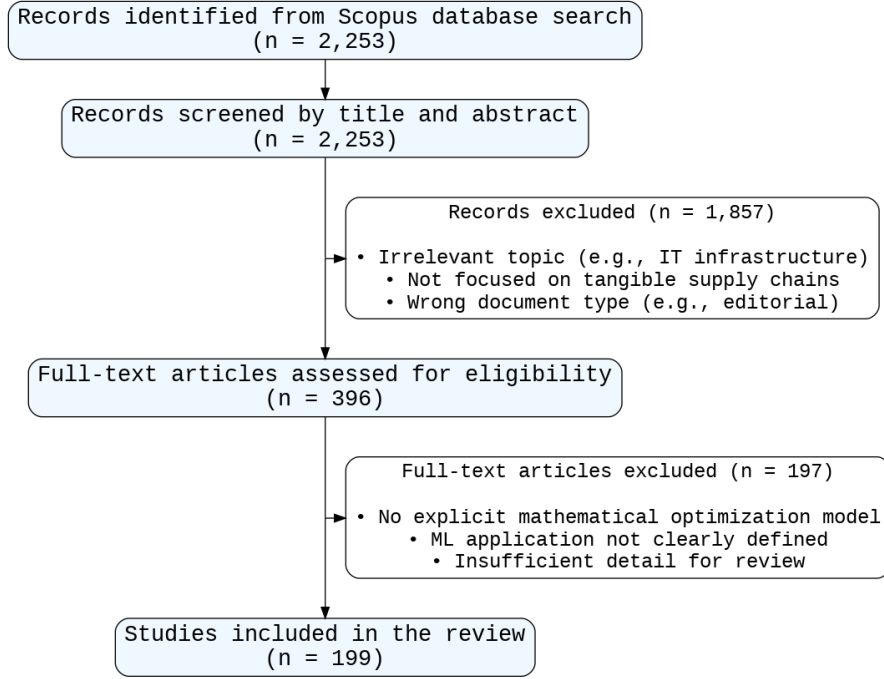 Records identified from Scopus database search
(n = 2,253)
Records screened by title and abstract
(n = 2,253)
Records excluded (n = 1,857)
• Irrelevant topic (e.g., IT infrastructure)
• Not focused on tangible supply chains
• Wrong document type (e.g., editorial)
Full-text articles assessed for eligibility
(n = 396)
Full-text articles excluded (n = 197)
• No explicit mathematical optimization model
• ML application not clearly defined
• Insufficient detail for review
Studies included in the review
(n = 199)